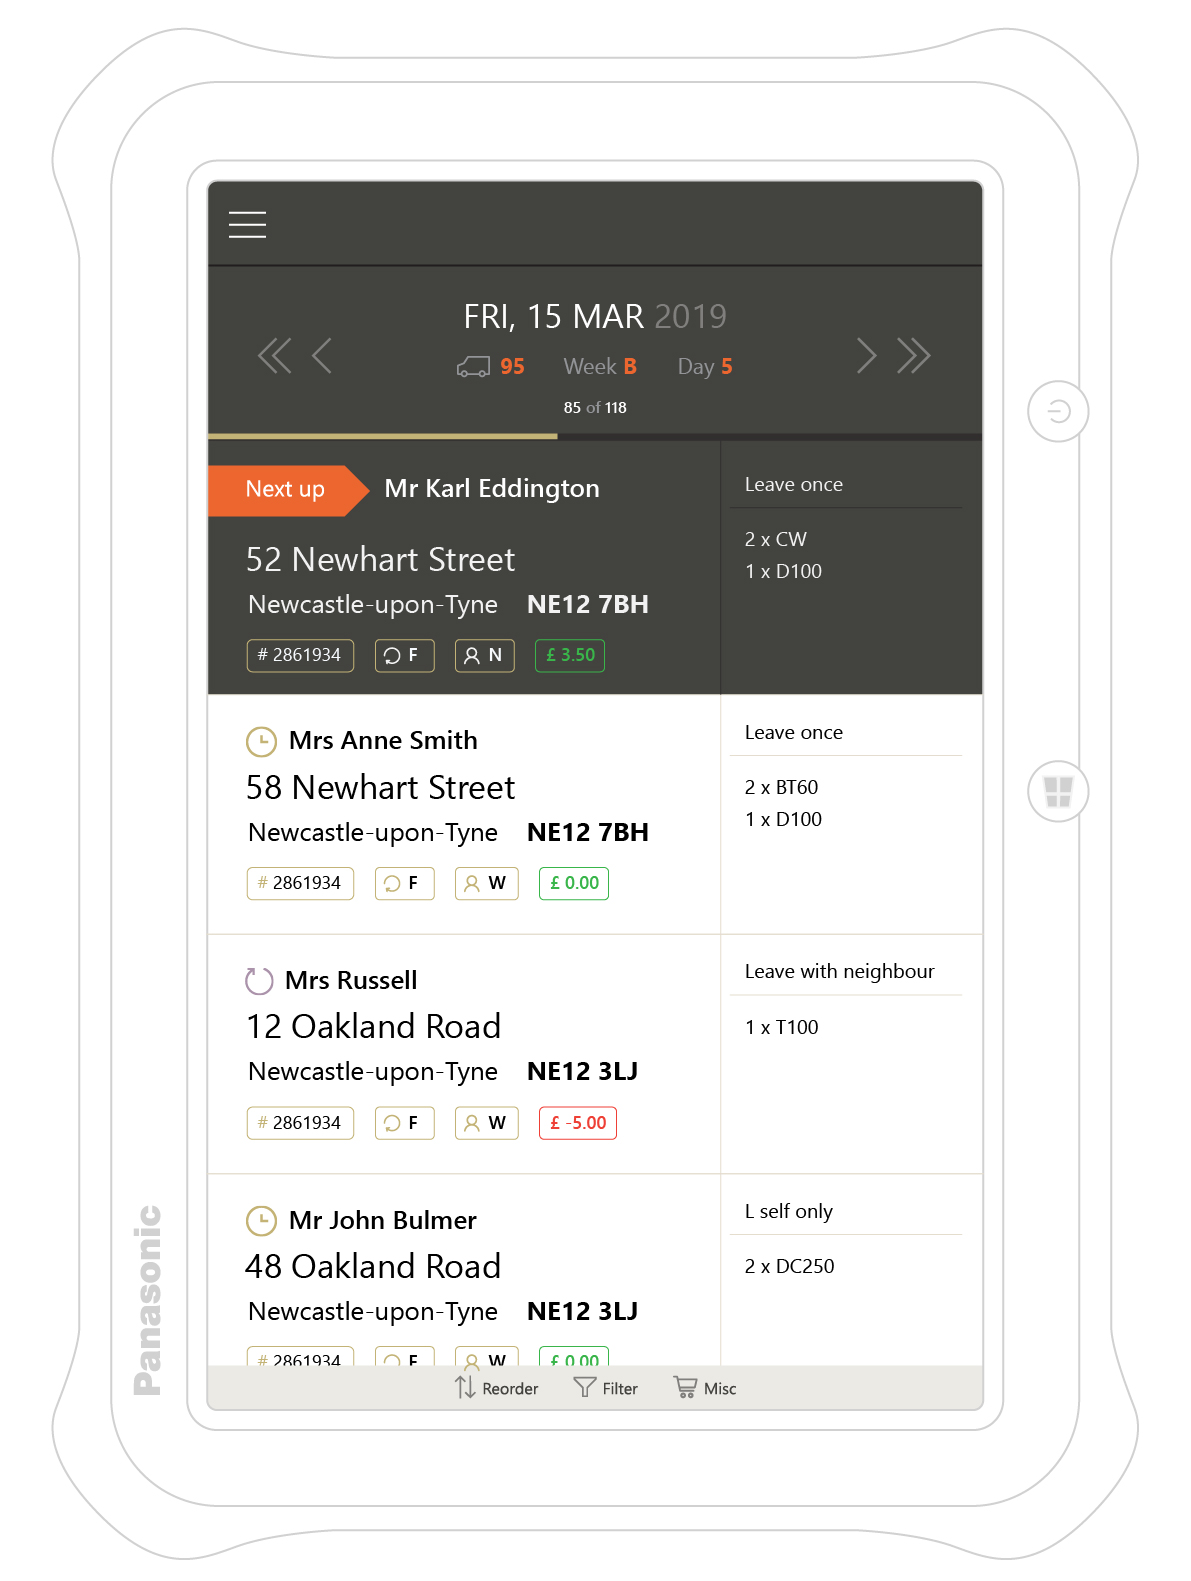 FRI, 15 MAR 2019
95 Week B Day 5
85 of 118
Next up Mr Karl Eddington
52 Newhart Street
Newcastle-upon-Tyne NE12 7BH
# 2861934 F N £ 3.50
Leave once
2 x CW
1 x D100
Mrs Anne Smith
58 Newhart Street
Newcastle-upon-Tyne NE12 7BH
# 2861934 F W £ 0.00
Leave once
2 x BT60
1 x D100
Mrs Russell
12 Oakland Road
Newcastle-upon-Tyne NE12 3LJ
# 2861934 F W £ -5.00
Leave with neighbour
1 x T100
Mr John Bulmer
48 Oakland Road
Newcastle-upon-Tyne NE12 3LJ
# 2861934 F W £ 0.00
L self only
2 x DC250
Reorder Filter Misc
Panasonic